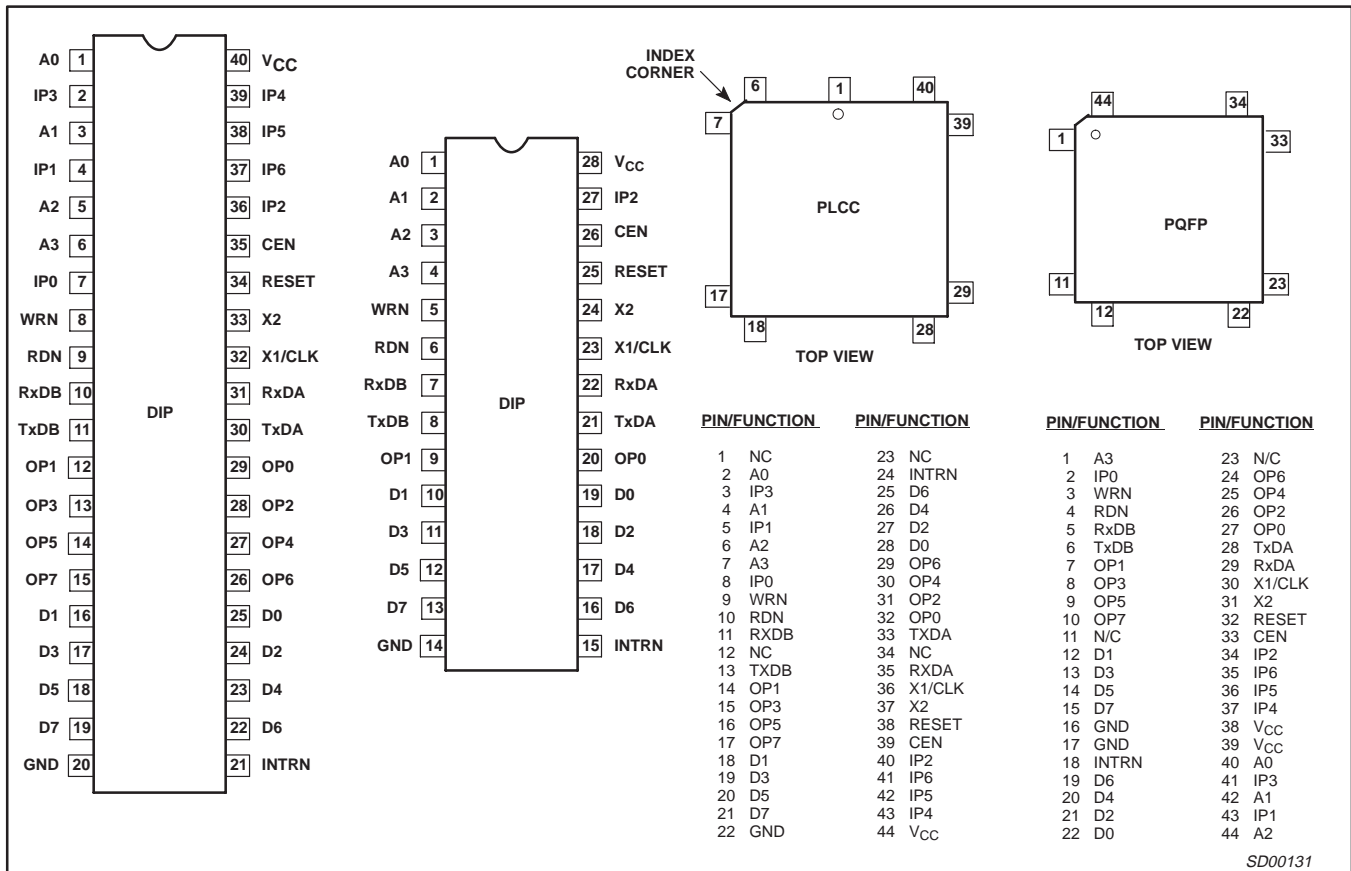 A0 1 40 VCC
IP3 2 39 IP4
A1 3 38 IP5
IP1 4 37 IP6
A2 5 36 IP2
A3 6 35 CEN
IP0 7 34 RESET
WRN 8 33 X2
RDN 9 32 X1/CLK
RxDB 10 31 RxDA
DIP
TxDB 11 30 TxDA
OP1 12 29 OP0
OP3 13 28 OP2
OP5 14 27 OP4
OP7 15 26 OP6
D1 16 25 D0
D3 17 24 D2
D5 18 23 D4
D7 19 22 D6
GND 20 21 INTRN
A0 1 28 VCC
A1 2 27 IP2
A2 3 26 CEN
A3 4 25 RESET
WRN 5 24 X2
RDN 6 23 X1/CLK
RxDB 7 22 RxDA
DIP
TxDB 8 21 TxDA
OP1 9 20 OP0
D1 10 19 D0
D3 11 18 D2
D5 12 17 D4
D7 13 16 D6
GND 14 15 INTRN
INDEX
CORNER
6 1 40
7 39
PLCC
17 29
18 28
TOP VIEW
44 34
1 33
PQFP
11 23
12 22
TOP VIEW
PIN/FUNCTION PIN/FUNCTION
1 NC 23 NC
2 A0 24 INTRN
3 IP3 25 D6
4 A1 26 D4
5 IP1 27 D2
6 A2 28 D0
7 A3 29 OP6
8 IP0 30 OP4
9 WRN 31 OP2
10 RDN 32 OP0
11 RXDB 33 TXDA
12 NC 34 NC
13 TXDB 35 RXDA
14 OP1 36 X1/CLK
15 OP3 37 X2
16 OP5 38 RESET
17 OP7 39 CEN
18 D1 40 IP2
19 D3 41 IP6
20 D5 42 IP5
21 D7 43 IP4
22 GND 44 VCC
PIN/FUNCTION PIN/FUNCTION
1 A3 23 N/C
2 IP0 24 OP6
3 WRN 25 OP4
4 RDN 26 OP2
5 RxDB 27 OP0
6 TxDB 28 TxDA
7 OP1 29 RxDA
8 OP3 30 X1/CLK
9 OP5 31 X2
10 OP7 32 RESET
11 N/C 33 CEN
12 D1 34 IP2
13 D3 35 IP6
14 D5 36 IP5
15 D7 37 IP4
16 GND 38 VCC
17 GND 39 VCC
18 INTRN 40 A0
19 D6 41 IP3
20 D4 42 A1
21 D2 43 IP1
22 D0 44 A2
SD00131